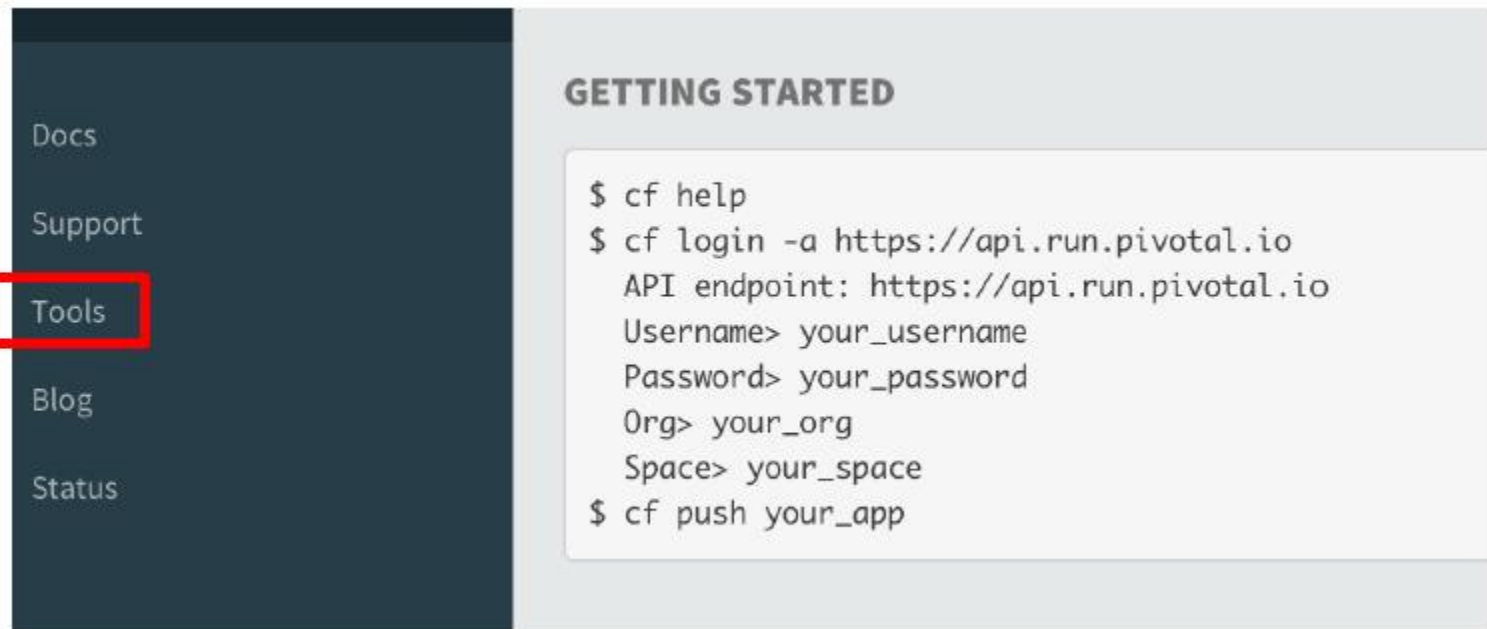 Docs
Support
Tools
Blog
Status
GETTING STARTED
$ cf help
$ cf login -a https://api.run.pivotal.io
API endpoint: https://api.run.pivotal.io
Username> your_username
Password> your_password
Org> your_org
Space> your_space
$ cf push your_app